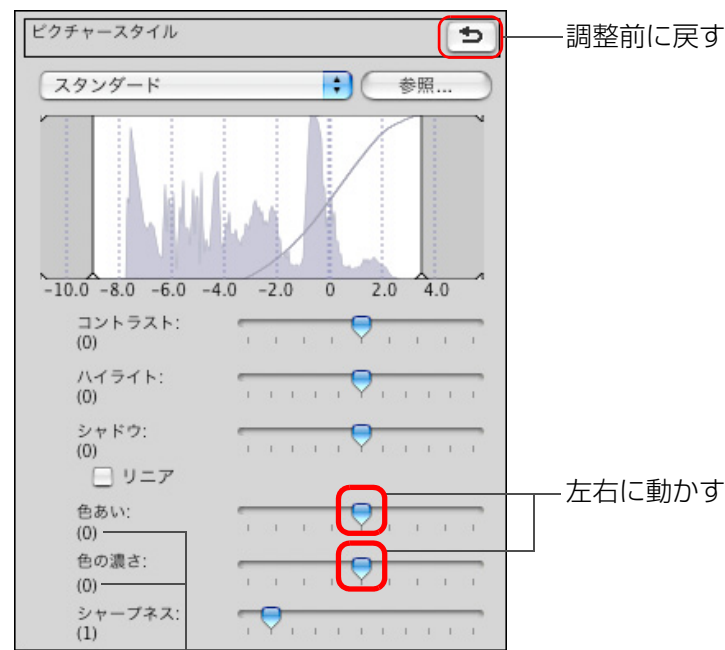 ピクチャースタイル
調整前に戻す
スタンダード
参照...
-10.0 -8.0 -6.0 -4.0 -2.0 0 2.0 4.0
コントラスト:
(0)
ハイライト:
(0)
シャドウ:
(0)
リニア
左右に動かす
色あい:
(0)
色の濃さ:
(0)
シャープネス:
(1)